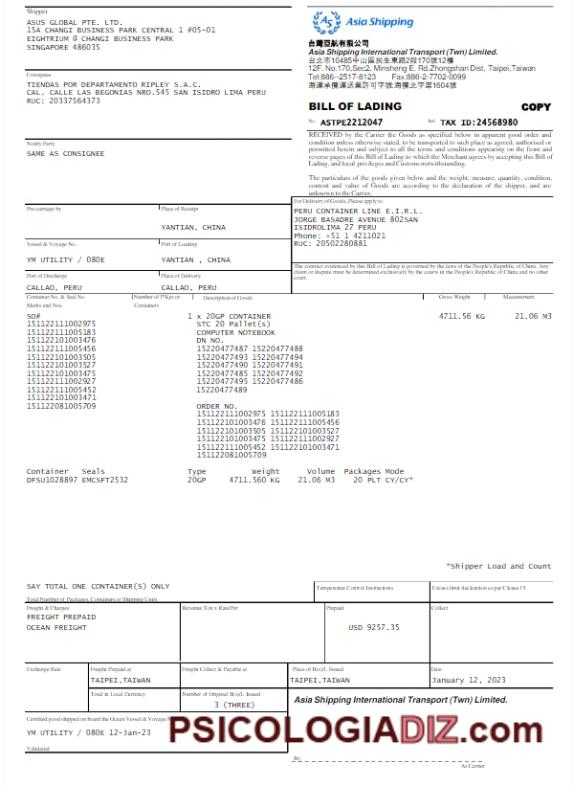 Shipper
ASUS GLOBAL PTE. LTD.
15A CHANGI BUSINESS PARK CENTRAL 1 #05-01
EIGHTRIUM @ CHANGI BUSINESS PARK
SINGAPORE 486035
AS Asia Shipping
台灣亞航有限公司
Asia Shipping International Transport (Twn) Limited.
台北市10485中山區民生東路2段170號12樓
12F. No.170,Sec2, Minsheng E. Rd.Zhongshan Dist, Taipei,Taiwan
Tel:886--2517-8123 Fax:886-2-7702-0099
海運承攬運送業許可字號:海攬北字第1604號
Consignee
TIENDAS POR DEPARTAMENTO RIPLEY S.A.C.
CAL. CALLE LAS BEGONIAS NRO.545 SAN ISIDRO LIMA PERU
RUC: 20337564373
BILL OF LADING COPY
No. ASTPE2212047 Ref. TAX ID:24568980
RECEIVED by the Carrier the Goods as specified below in apparent good order and
condition unless otherwise stated, to be transported to such place as agreed, authorised or
permitted herein and subject to all the terms and conditions appearing on the front and
reverse pages of this Bill of Lading to which the Merchant agrees by accepting this Bill of
Lading, and local privileges and Customs notwithstanding.
The particulars of the goods given below and the weight, measure, quantity, condition,
content and value of Goods are according to the declaration of the shipper, and are
unknown to the Carrier.
Notify Party
SAME AS CONSIGNEE
For Delivery of Goods, Please apply to
PERU CONTAINER LINE E.I.R.L.
JORGE BASADRE AVENUE 802SAN
ISIDROLIMA 27 PERU
Phone: +51 1 4211021
RUC: 20502280881
Pre-carriage by Place of Receipt
YANTIAN, CHINA
Vessel & Voyage No. Port of Loading
YM UTILITY / 080E YANTIAN , CHINA
The contract evidenced by this Bill of Lading is governed by the laws of the People's Republic of China. Any
claim or dispute must be determined exclusively by the courts in the People's Republic of China and no other
court.
Port of Discharge Place of Delivery
CALLAO, PERU CALLAO, PERU
Container No. & Seal No. Number of P'Kgs or Description of Goods Gross Weight Measurement
Marks and Nos. Containers
SO# 1 x 20GP CONTAINER 4711.56 KG 21.06 M3
151122111002975 STC 20 Pallet(s)
151122111005183 COMPUTER NOTEBOOK
151122101003476 DN NO.
151122111005456 15220477487 15220477488
151122101003505 15220477493 15220477494
151122101003527 15220477490 15220477491
151122101003475 15220477485 15220477492
151122111002927 15220477495 15220477486
151122111005452 15220477489
151122101003471
151122081005709 ORDER NO.
151122111002975 151122111005183
151122101003476 151122111005456
151122101003505 151122101003527
151122101003475 151122111002927
151122111005452 151122101003471
151122081005709
Container Seals Type Weight Volume Packages Mode
DFSU1028897 EMCSFT2532 20GP 4711.560 KG 21.06 M3 20 PLT CY/CY*
*Shipper Load and Count
SAY TOTAL ONE CONTAINER(S) ONLY
Temperature Control Instructions Excess limit declaration as per Clause 15
Total Number of Packages, Containers or Shipping Units
Freight & Charges Revenue Ton x Rate/Per Prepaid Collect
FREIGHT PREPAID
OCEAN FREIGHT USD 9257.35
Exchange Rate Freight Prepaid at Freight Collect & Payable at Place of B(s)/L Issued Date
TAIPEI,TAIWAN TAIPEI,TAIWAN January 12, 2023
Total in Local Currency Number of Original B(s)/L Issued
3 (THREE)
Asia Shipping International Transport (Twn) Limited.
Certified good shipped on board the Ocean Vessel & Voyage
YM UTILITY / 080E 12-Jan-23
PSICOLOGIADIZ.com
Validated
By
As Carrier